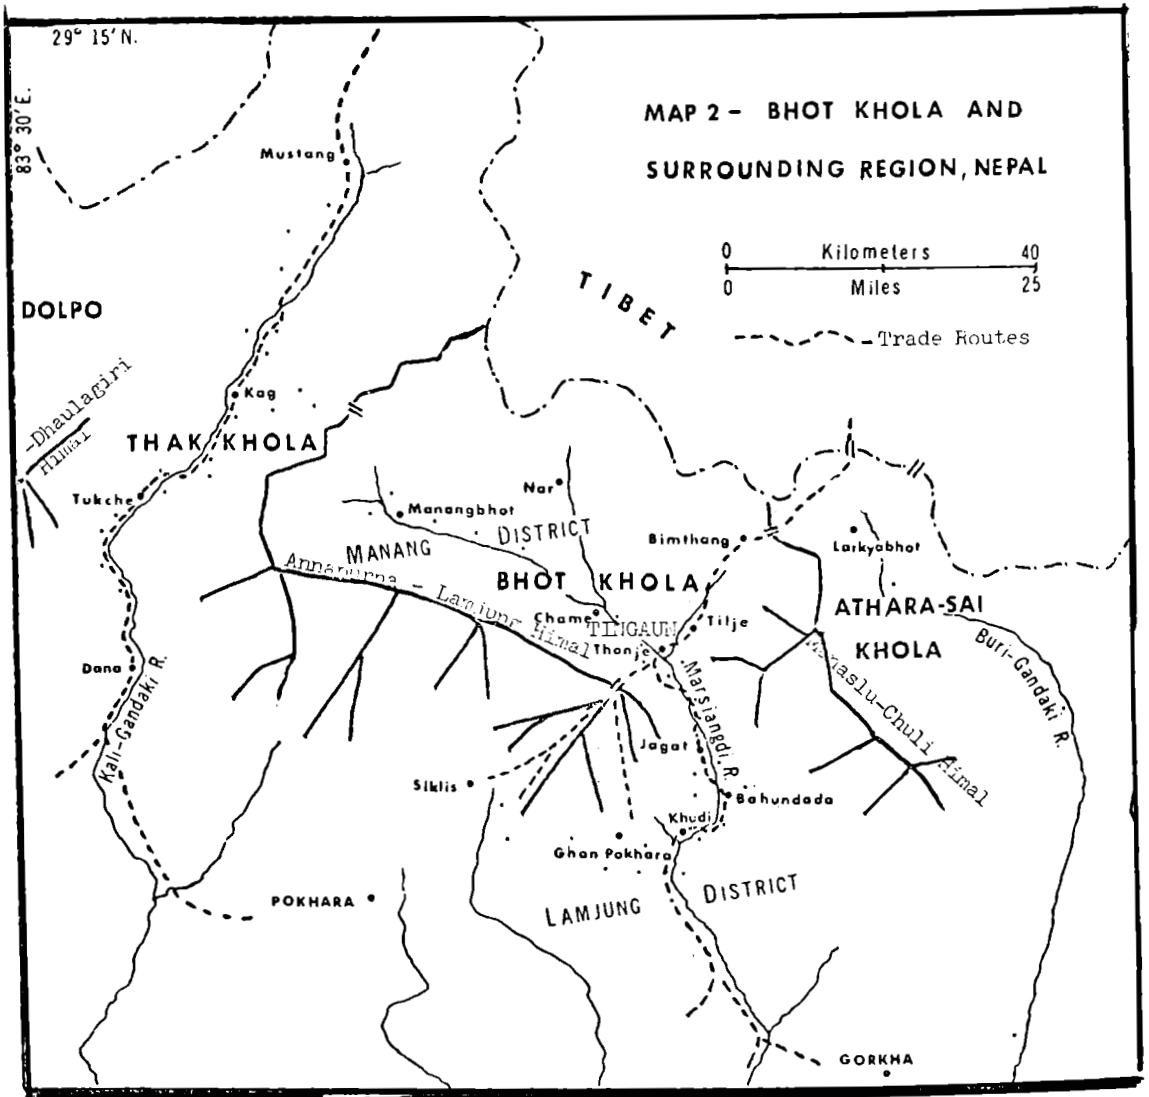 29° 15' N.
83° 30' E.
MAP 2 - BHOT KHOLA AND
SURROUNDING REGION, NEPAL
0 Kilometers 40
0 Miles 25
Trade Routes
Mustang
TIBET
DOLPO
Kag
-Dhaulagiri
Himal
THAK KHOLA
Tukche
Nar
Manangbhot
MANANG DISTRICT
Bimthang
Larkyabhot
Annapurna - Lamjung Himal
BHOT KHOLA
ATHARA-SAI
KHOLA
Chame
TINGAUN
Tilje
Thonje
Buri-Gandaki R.
Dana
Kali-Gandaki R.
Marsiangdi R.
Manaslu-Chuli Himal
Jagat
Siklis
Bahundada
Khudi
Ghan Pokhara
POKHARA
LAMJUNG DISTRICT
GORKHA